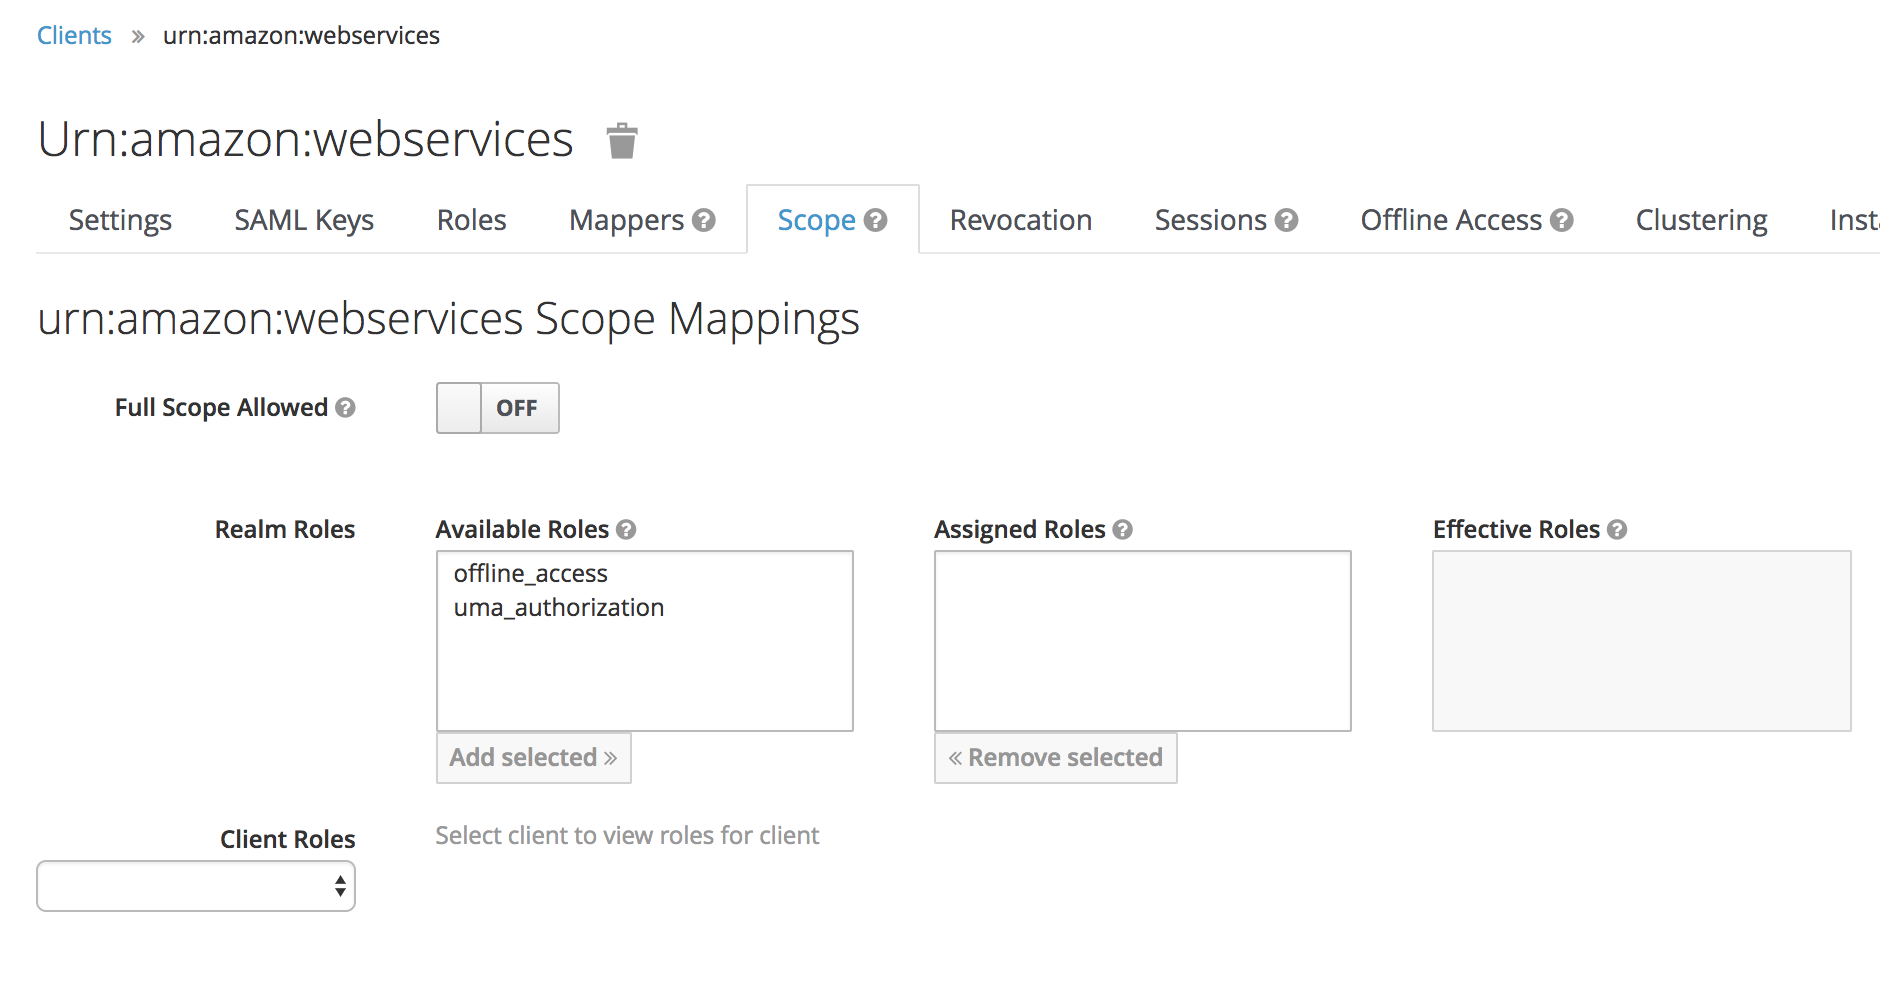 Clients » urn:amazon:webservices
Urn:amazon:webservices
Settings SAML Keys Roles Mappers ? Scope ? Revocation Sessions ? Offline Access ? Clustering
urn:amazon:webservices Scope Mappings
Full Scope Allowed ? OFF
Realm Roles Available Roles ? Assigned Roles ? Effective Roles ?
offline_access
uma_authorization
Add selected » « Remove selected
Client Roles Select client to view roles for client